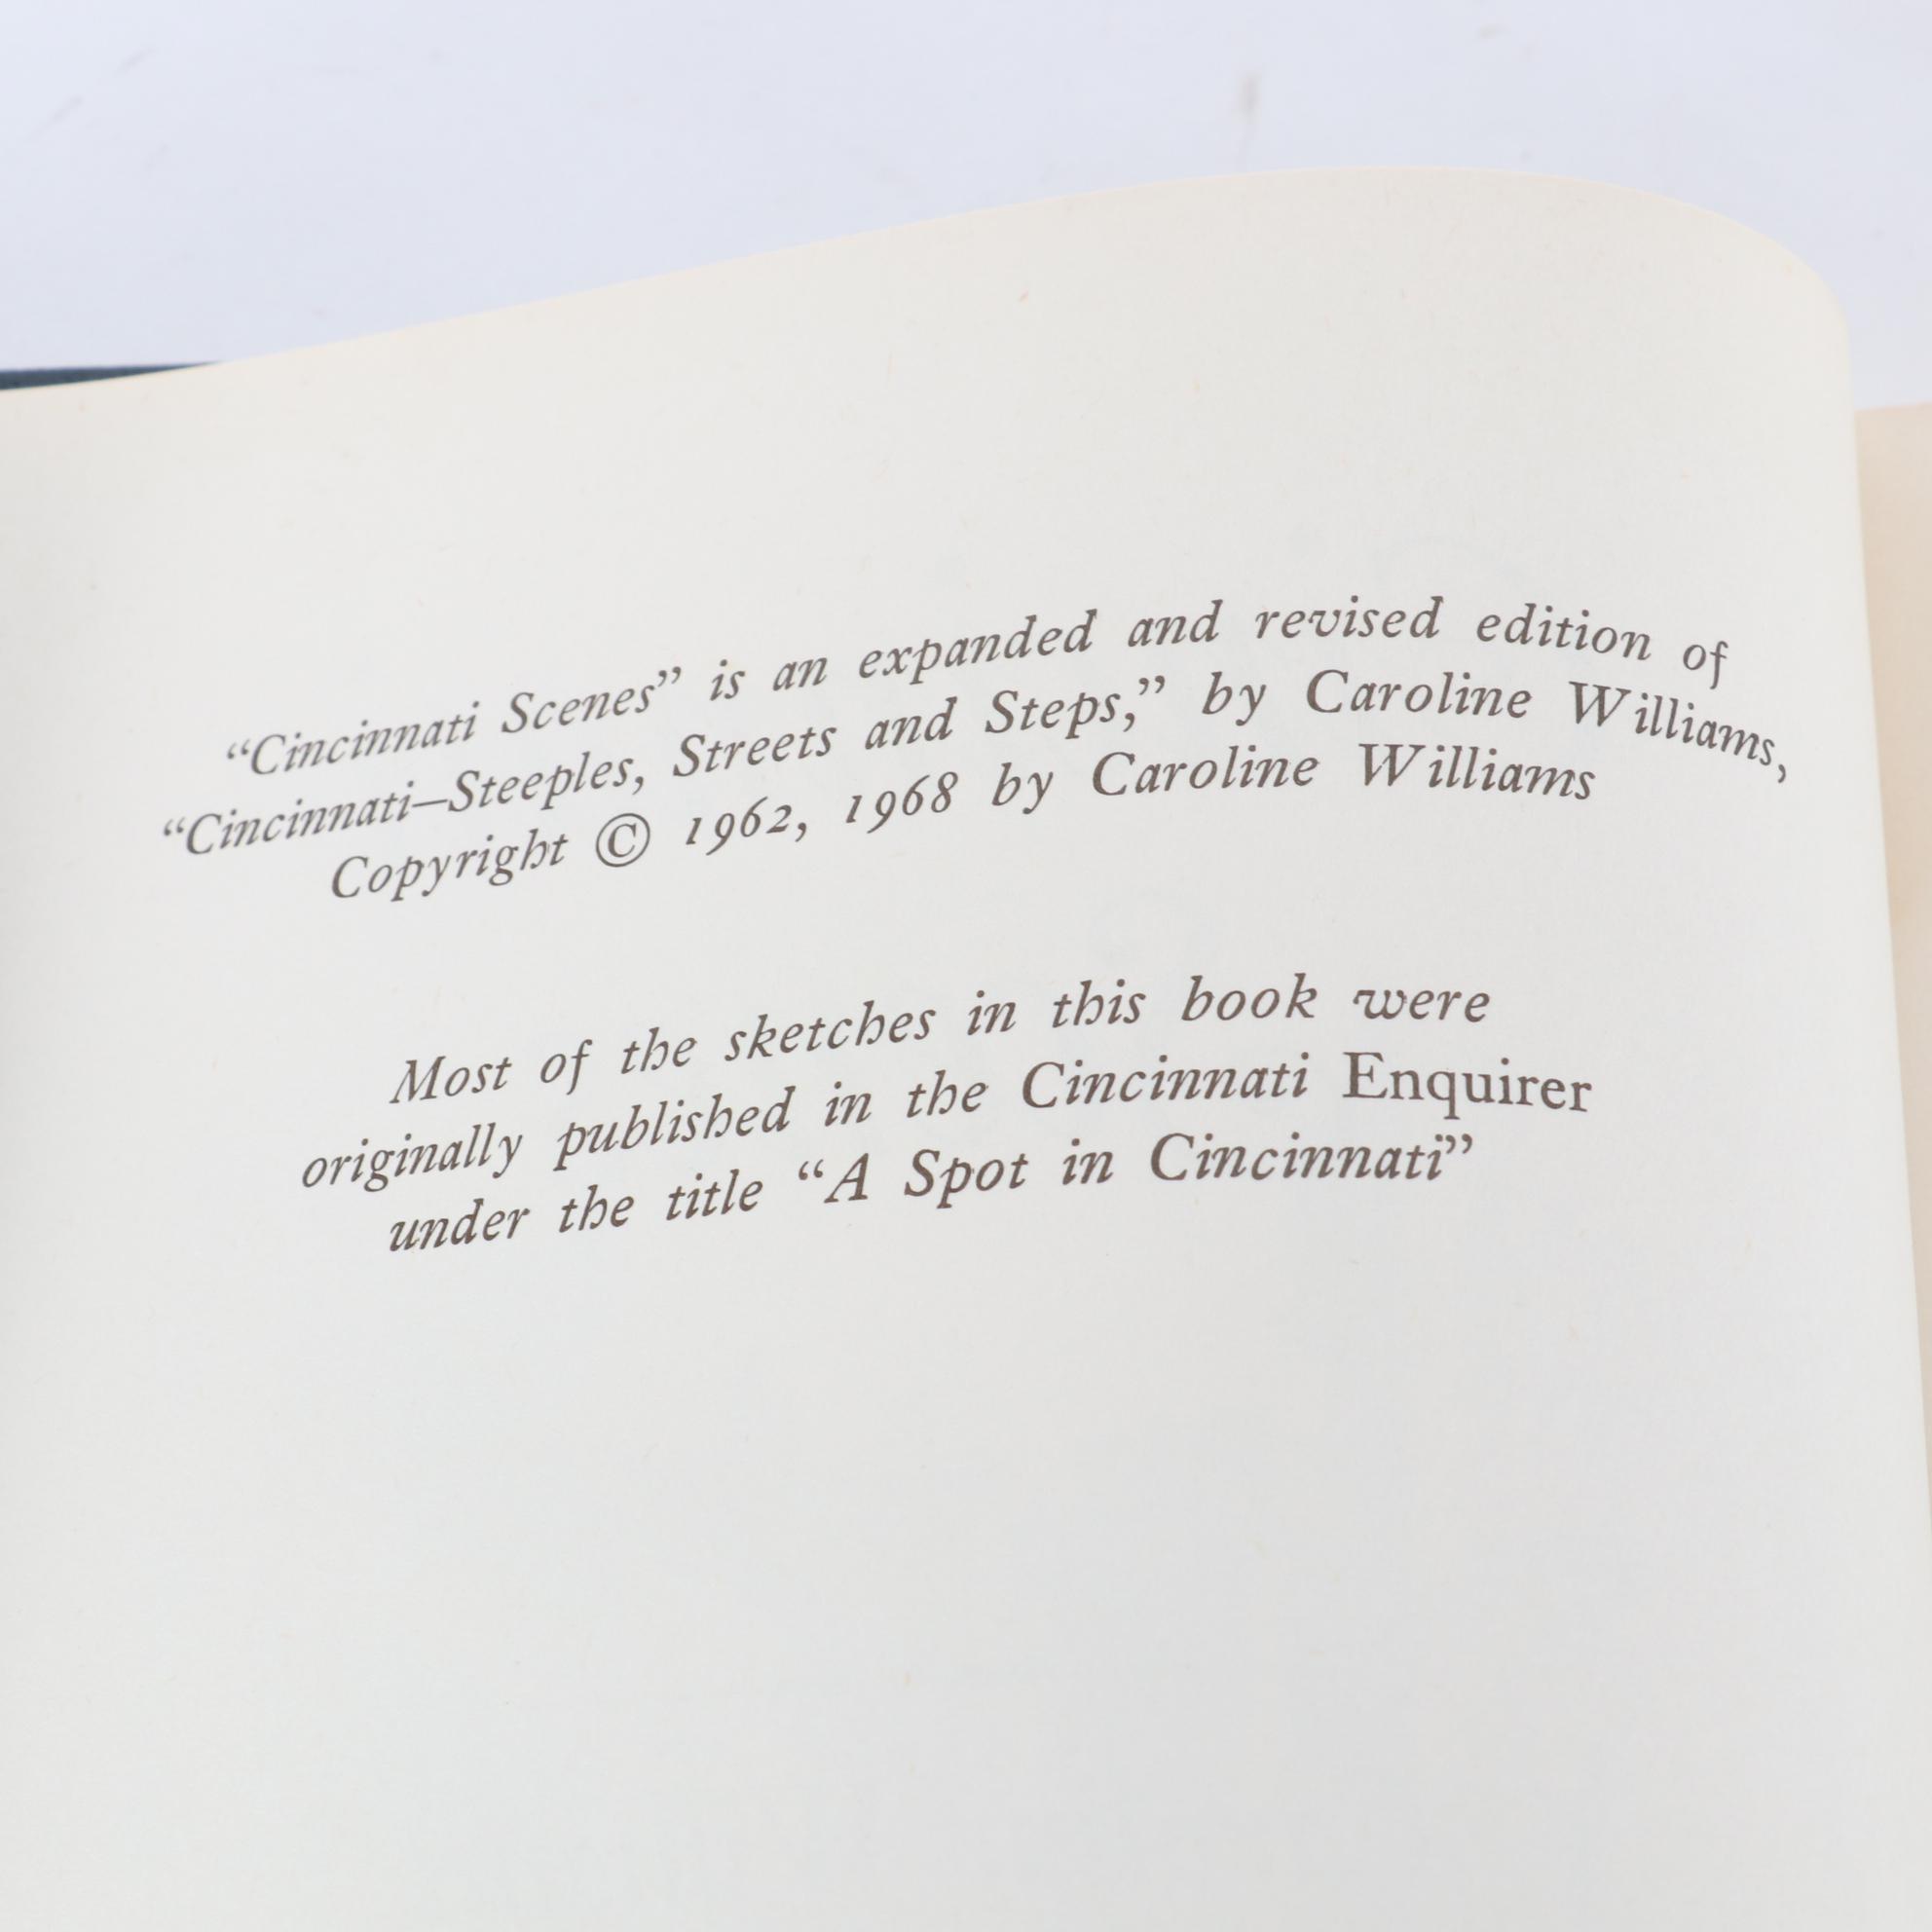 “Cincinnati Scenes” is an expanded and revised edition of
“Cincinnati—Steeples, Streets and Steps,” by Caroline Williams,
Copyright © 1962, 1968 by Caroline Williams
Most of the sketches in this book were
originally published in the Cincinnati Enquirer
under the title “A Spot in Cincinnati”